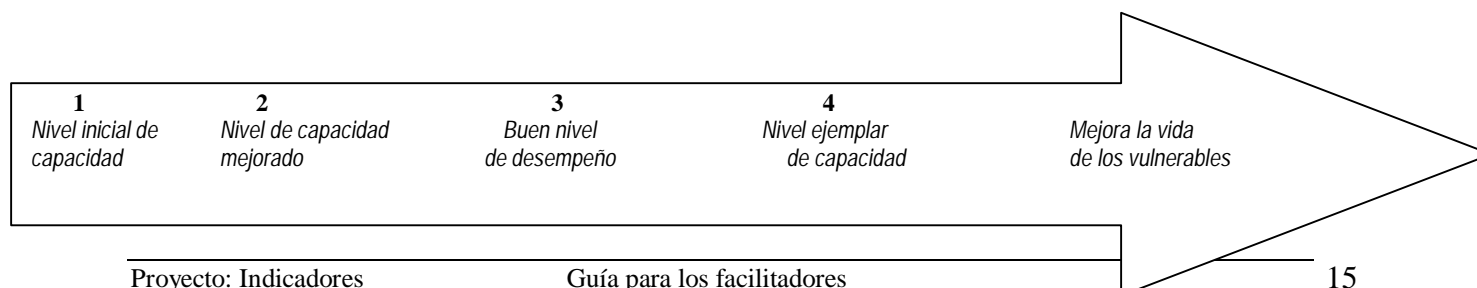 1 2 3 4
Nivel inicial de Nivel de capacidad Buen nivel Nivel ejemplar Mejora la vida
capacidad mejorado de desempeño de capacidad de los vulnerables
Proyecto: Indicadores Guía para los facilitadores 15